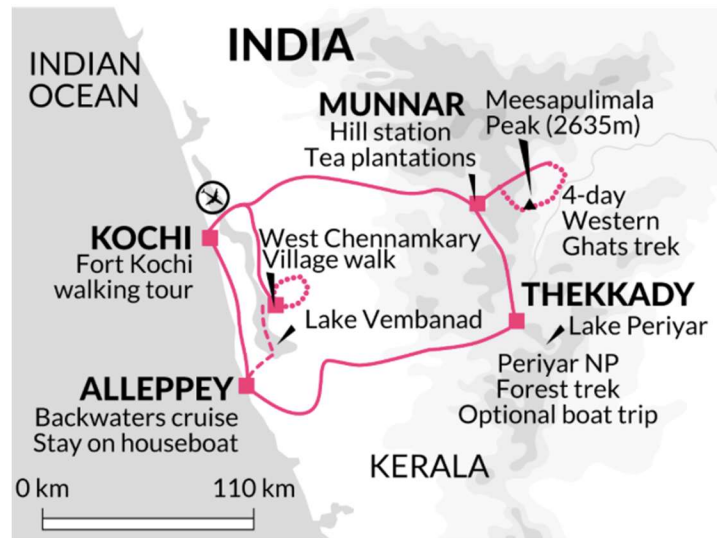 INDIA
INDIAN
OCEAN
MUNNAR
Hill station
Tea plantations
Meesapulimala
Peak (2635m)
4-day
Western
Ghats trek
KOCHI
Fort Kochi
walking tour
West Chennamkary
Village walk
Lake Vembanad
THEKKADY
Lake Periyar
Periyar NP
Forest trek
Optional boat trip
ALLEPPEY
Backwaters cruise
Stay on houseboat
KERALA
0 km
110 km